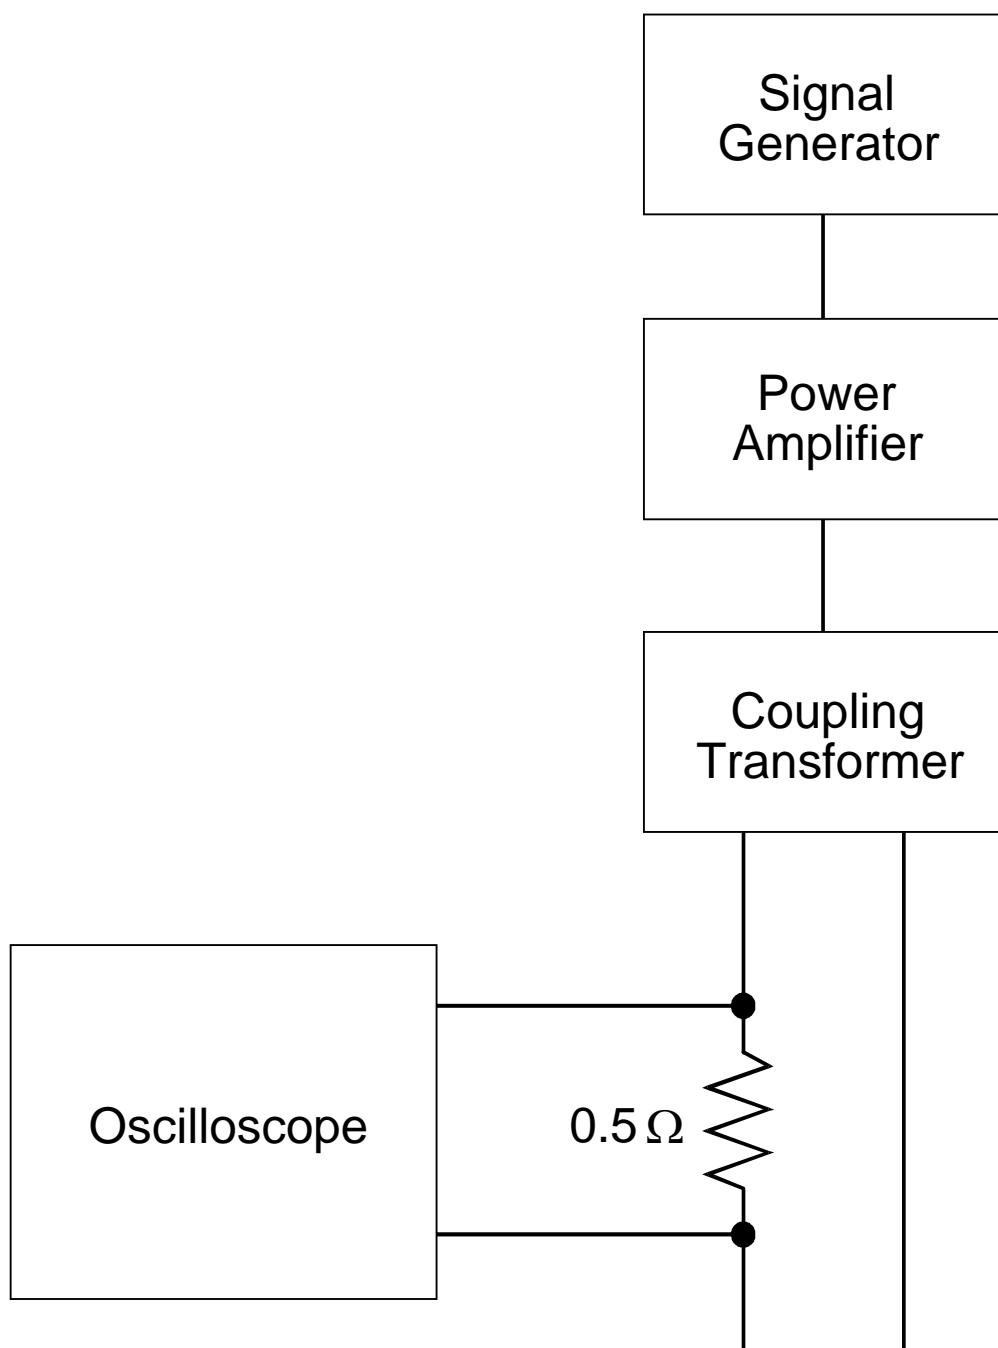 Signal
Generator
Power
Amplifier
Coupling
Transformer
Oscilloscope
0.5 Ω